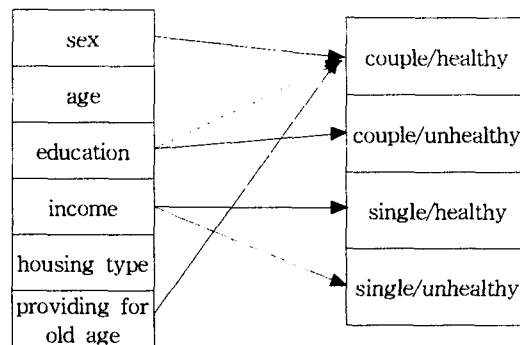 sex
age
education
income
housing type
providing for
old age
couple/healthy
couple/unhealthy
single/healthy
single/unhealthy